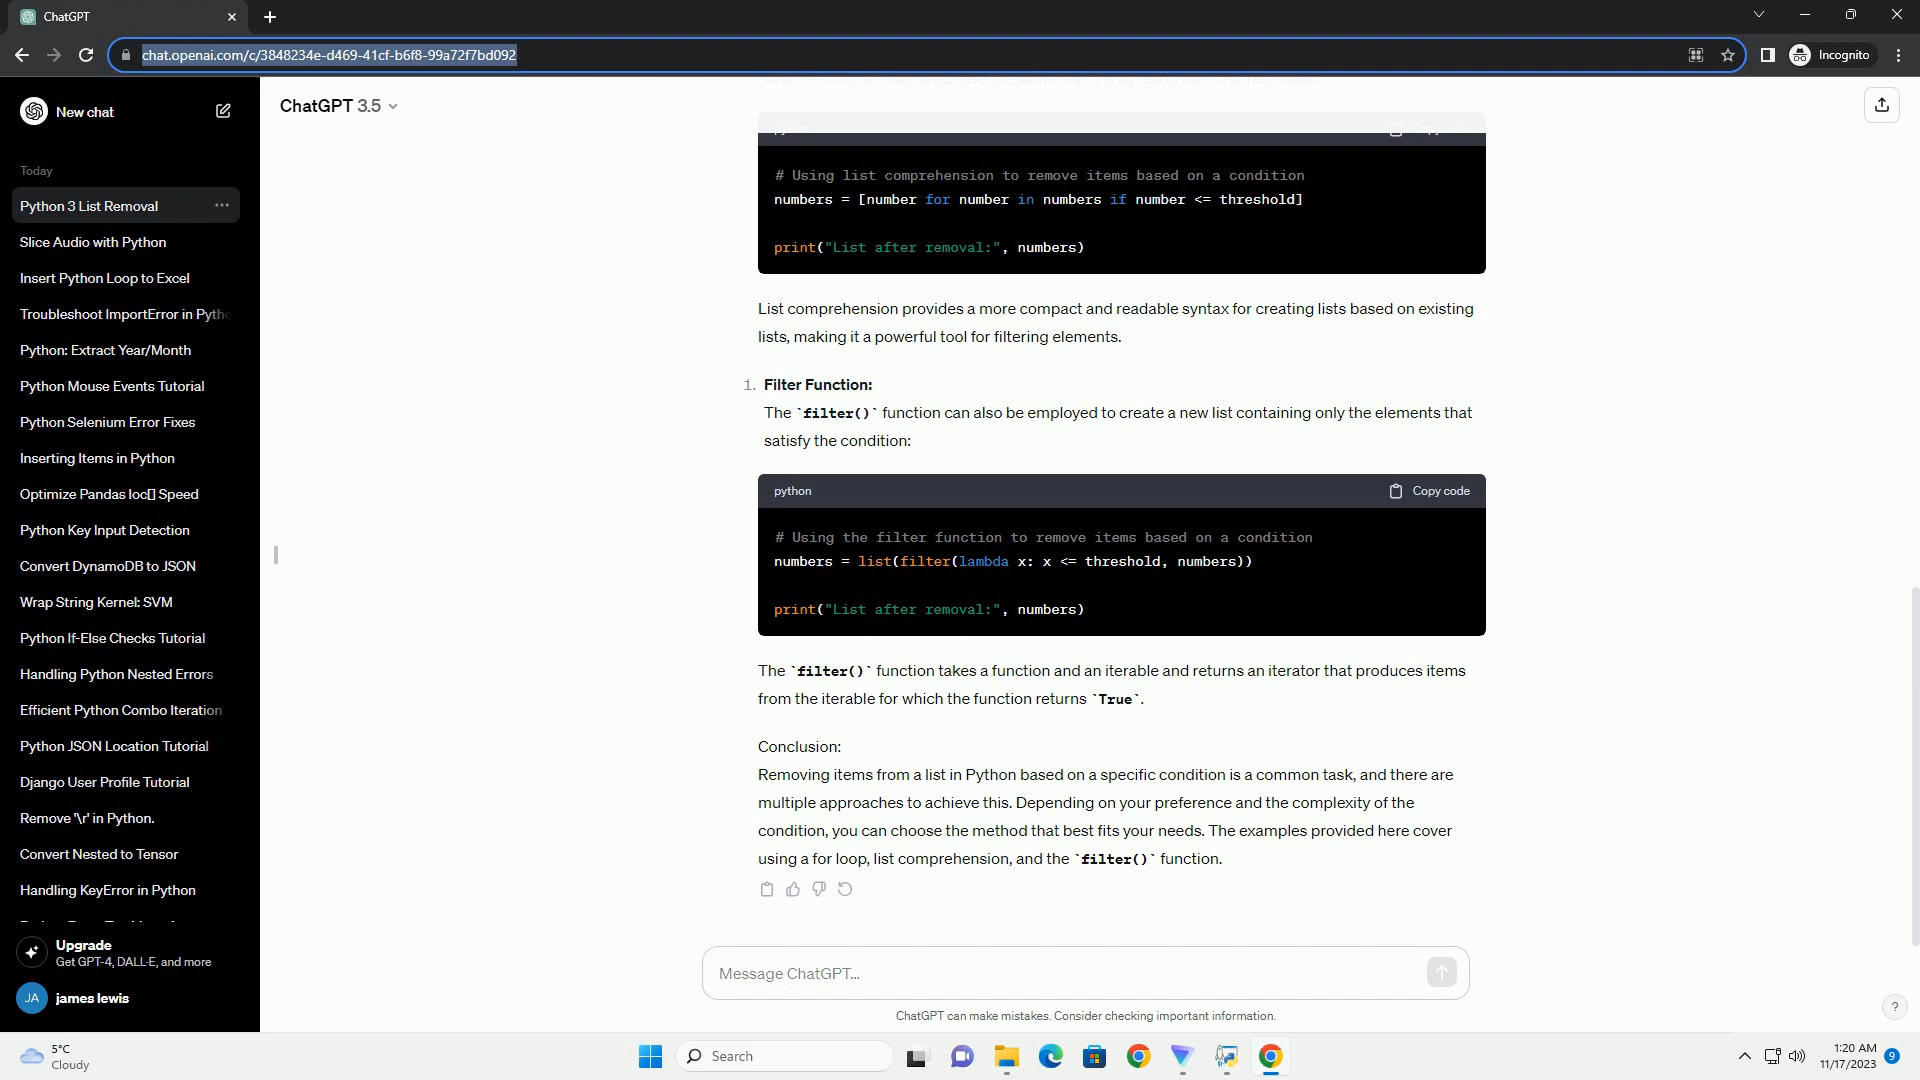 ChatGPT
chat.openai.com/c/3848234e-d469-41cf-b6f8-99a72f7bd092
Incognito
New chat
Today
Python 3 List Removal
Slice Audio with Python
Insert Python Loop to Excel
Troubleshoot ImportError in Pytho
Python: Extract Year/Month
Python Mouse Events Tutorial
Python Selenium Error Fixes
Inserting Items in Python
Optimize Pandas loc[] Speed
Python Key Input Detection
Convert DynamoDB to JSON
Wrap String Kernel: SVM
Python If-Else Checks Tutorial
Handling Python Nested Errors
Efficient Python Combo Iteration
Python JSON Location Tutorial
Django User Profile Tutorial
Remove '\r' in Python.
Convert Nested to Tensor
Handling KeyError in Python
Upgrade
Get GPT-4, DALL·E, and more
JA
james lewis
ChatGPT 3.5
# Using list comprehension to remove items based on a condition
numbers = [number for number in numbers if number <= threshold]
print("List after removal:", numbers)
List comprehension provides a more compact and readable syntax for creating lists based on existing
lists, making it a powerful tool for filtering elements.
1. Filter Function:
The `filter()` function can also be employed to create a new list containing only the elements that
satisfy the condition:
python
Copy code
# Using the filter function to remove items based on a condition
numbers = list(filter(lambda x: x <= threshold, numbers))
print("List after removal:", numbers)
The `filter()` function takes a function and an iterable and returns an iterator that produces items
from the iterable for which the function returns `True`.
Conclusion:
Removing items from a list in Python based on a specific condition is a common task, and there are
multiple approaches to achieve this. Depending on your preference and the complexity of the
condition, you can choose the method that best fits your needs. The examples provided here cover
using a for loop, list comprehension, and the `filter()` function.
Message ChatGPT...
ChatGPT can make mistakes. Consider checking important information.
?
5°C
Cloudy
Search
1:20 AM
11/17/2023
9